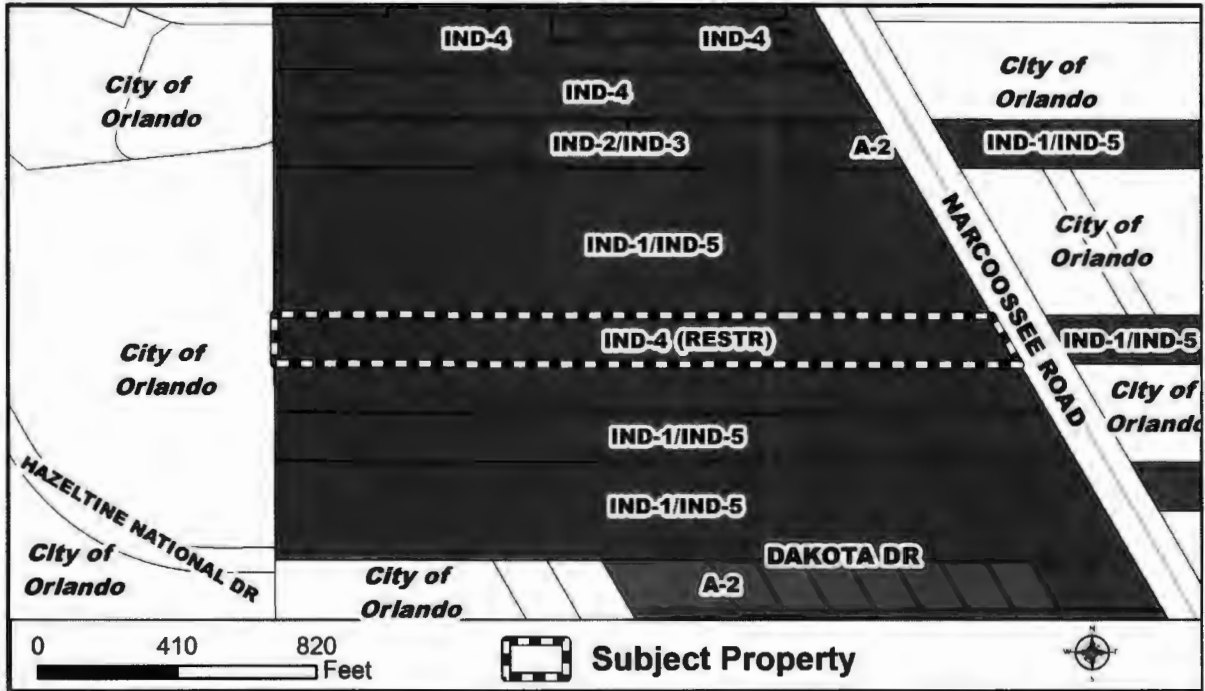 IND-4 IND-4
City of
Orlando
City of
Orlando
IND-4
IND-2/IND-3
A-2
IND-1/IND-5
IND-1/IND-5
City of
Orlando
NARCOOSSEE ROAD
IND-4 (RESTR)
IND-1/IND-5
City of
Orlando
City of
Orlando
IND-1/IND-5
HAZELTINE NATIONAL DR
IND-1/IND-5
DAKOTA DR
City of
Orlando
City of
Orlando
A-2
0 410 820
Feet
Subject Property
N